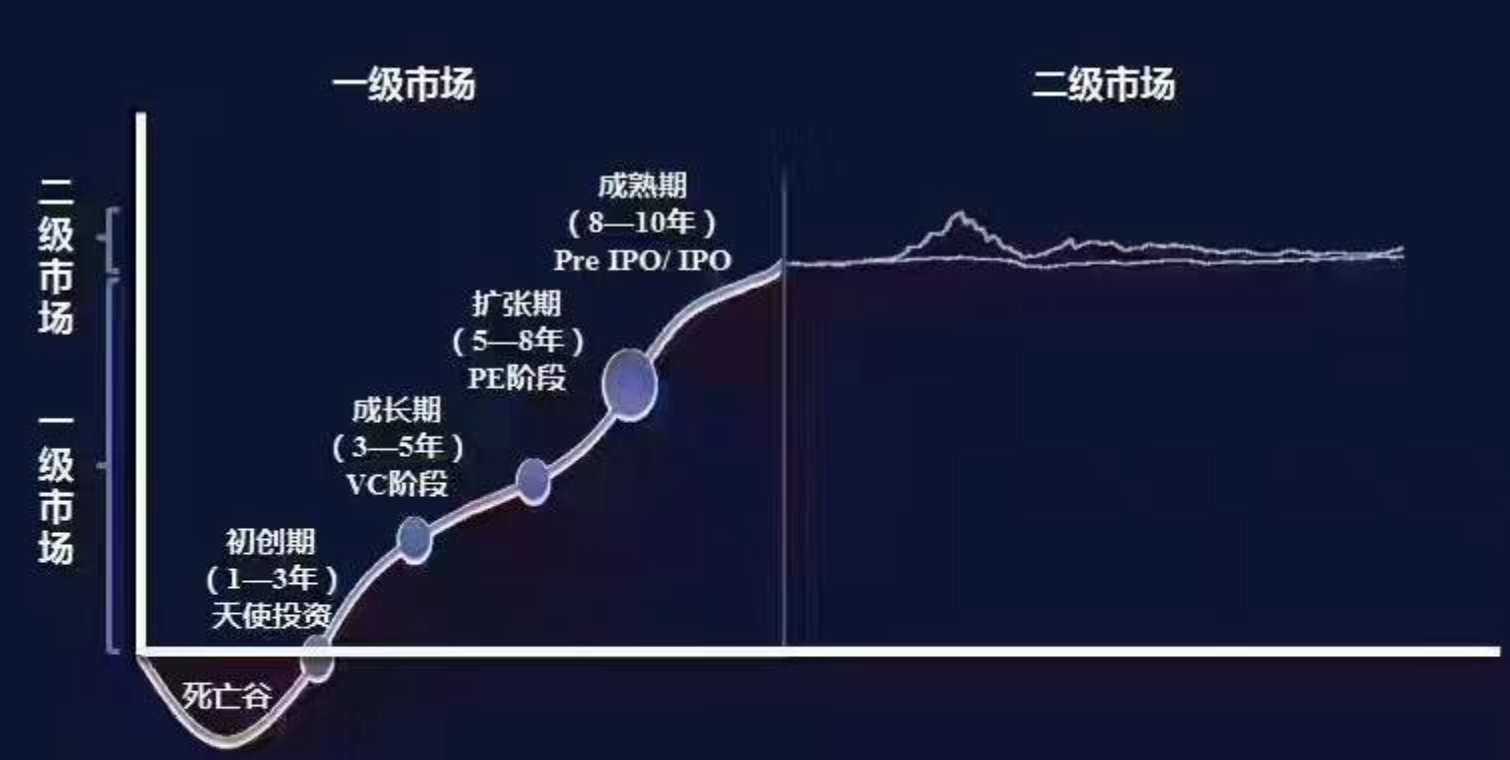 一级市场
二级市场
二级市场
一级市场
成熟期
（8—10年）
Pre IPO/ IPO
扩张期
（5—8年）
PE阶段
成长期
（3—5年）
VC阶段
初创期
（1—3年）
天使投资
死亡谷